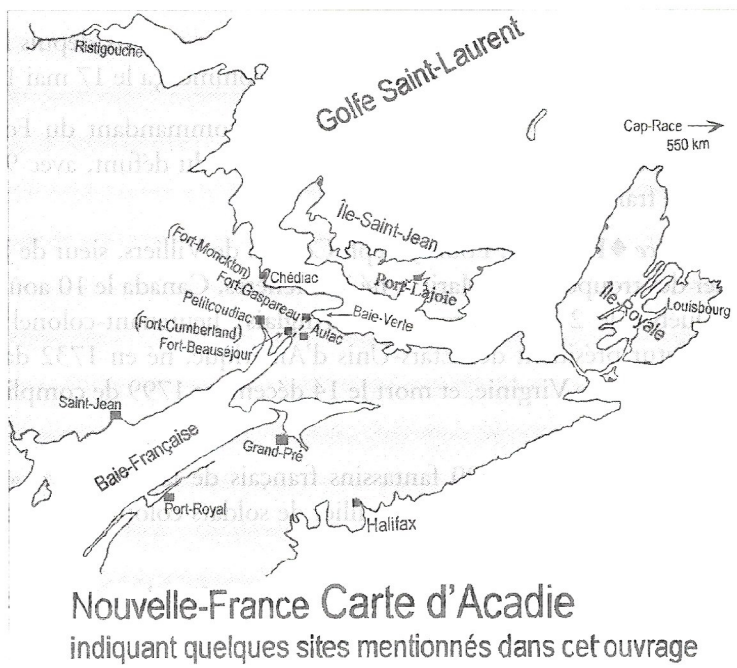 Ristigouche
Golfe Saint-Laurent
Cap-Race
550 km
Île-Saint-Jean
(Fort-Monckton)
Chédiac
Port-Lajoie
Fort-Gaspareau
Baie-Verte
Petitcoudiac
Aulac
(Fort-Cumberland)
Fort-Beauséjour
Île Royale
Louisbourg
Saint-Jean
Baie-Française
Grand-Pré
Port-Royal
Halifax
Nouvelle-France Carte d'Acadie
indiquant quelques sites mentionnés dans cet ouvrage